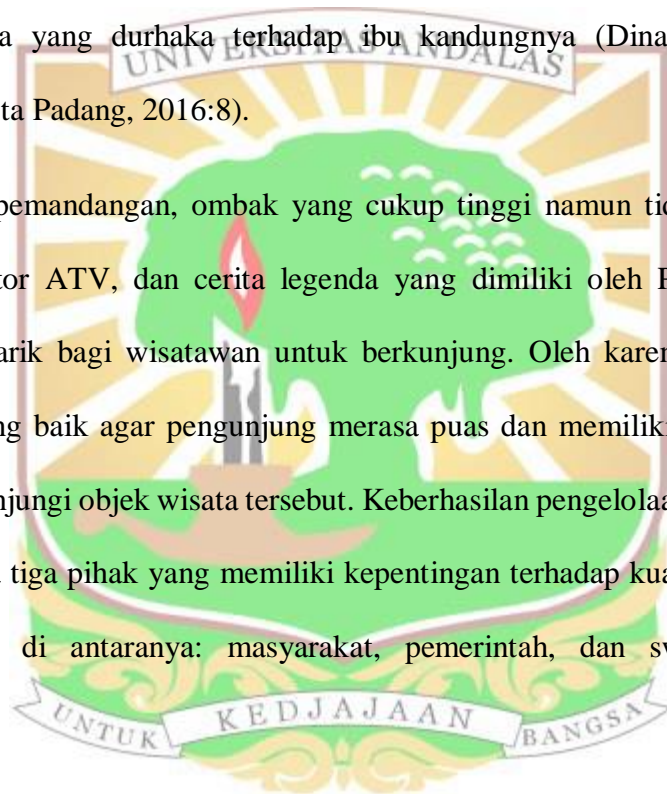 a yang durhaka terhadap ibu kandungnya (Dina
UNIVERSITAS ANDALAS
ta Padang, 2016:8).
pemandangan, ombak yang cukup tinggi namun
tor ATV, dan cerita legenda yang dimiliki oleh
arik bagi wisatawan untuk berkunjung. Oleh karen
ng baik agar pengunjung merasa puas dan memiliki
njungi objek wisata tersebut. Keberhasilan pengelolaan
tiga pihak yang memiliki kepentingan terhadap kua
di antaranya: masyarakat, pemerintah, dan
UNTUK KEDJAJAAN BANGSA